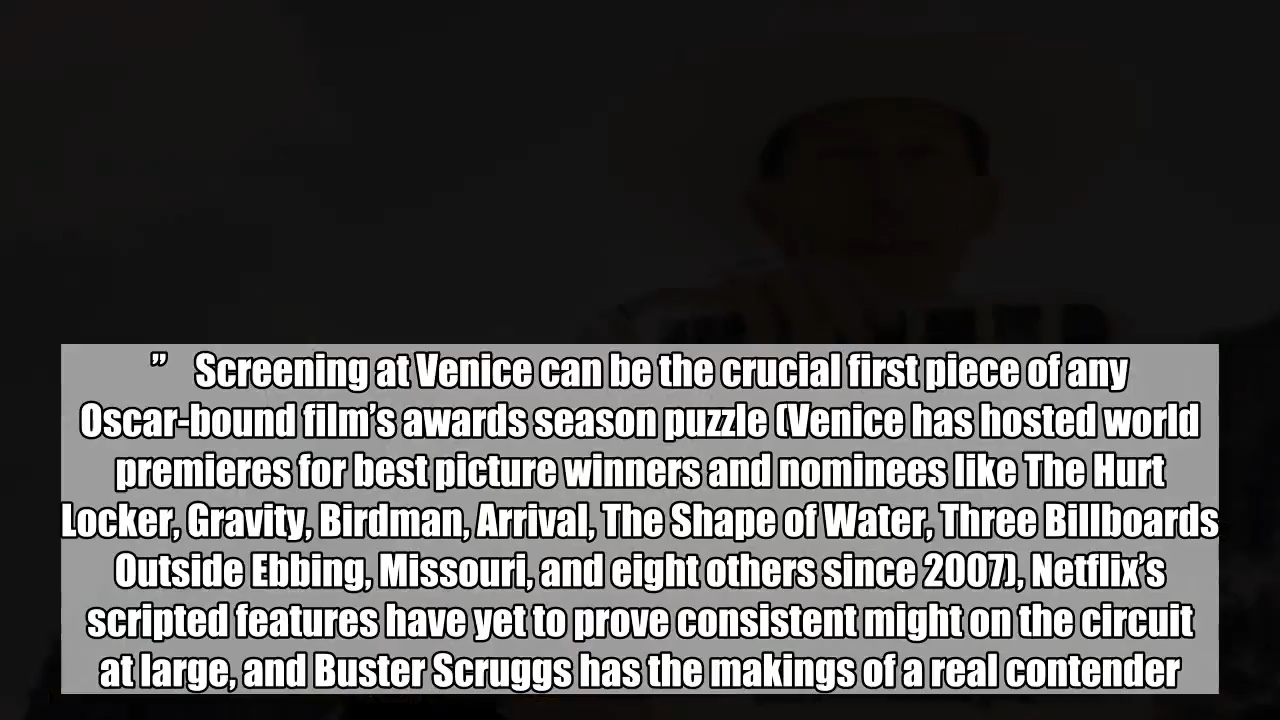 ” Screening at Venice can be the crucial first piece of any
Oscar-bound film’s awards season puzzle (Venice has hosted world
premieres for best picture winners and nominees like The Hurt
Locker, Gravity, Birdman, Arrival, The Shape of Water, Three Billboards
Outside Ebbing, Missouri, and eight others since 2007), Netflix’s
scripted features have yet to prove consistent might on the circuit
at large, and Buster Scruggs has the makings of a real contender